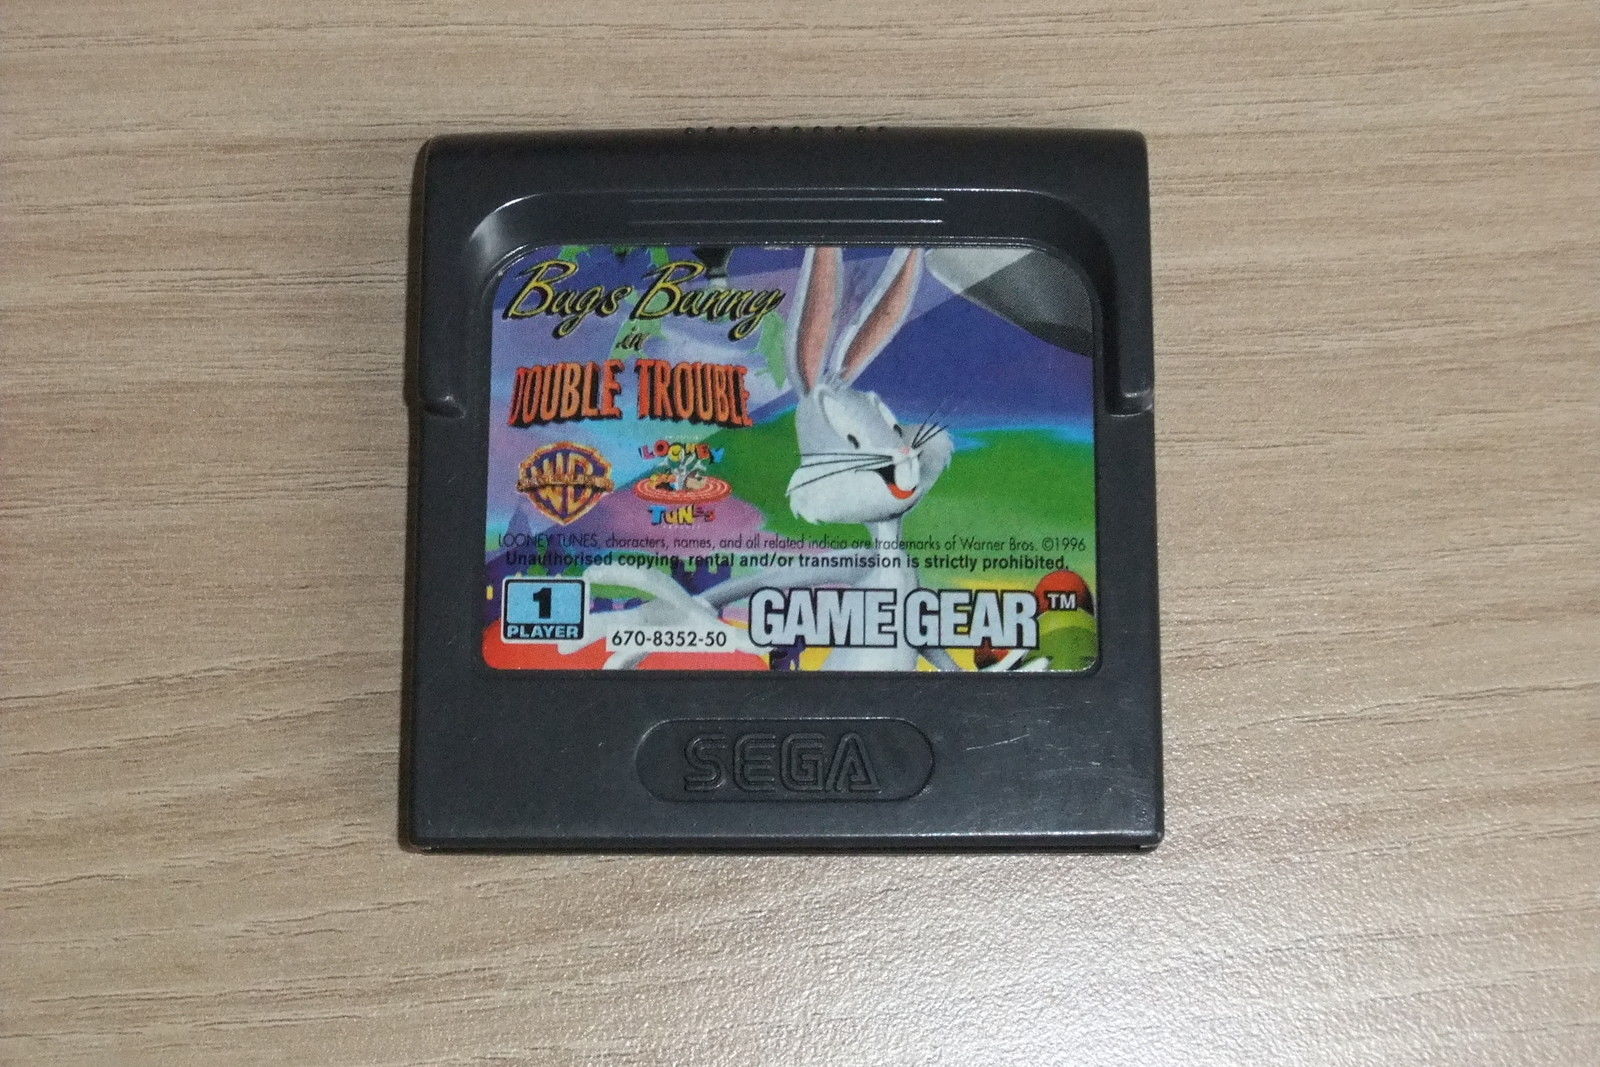 Bugs Bunny
in
DOUBLE TROUBLE
WB
LOONEY
TUNES
LOONEY TUNES, characters, names, and all related indicia are trademarks of Warner Bros. ©1996
Unauthorised copying, rental and/or transmission is strictly prohibited.
1
PLAYER
670-8352-50
GAME GEAR™
SEGA